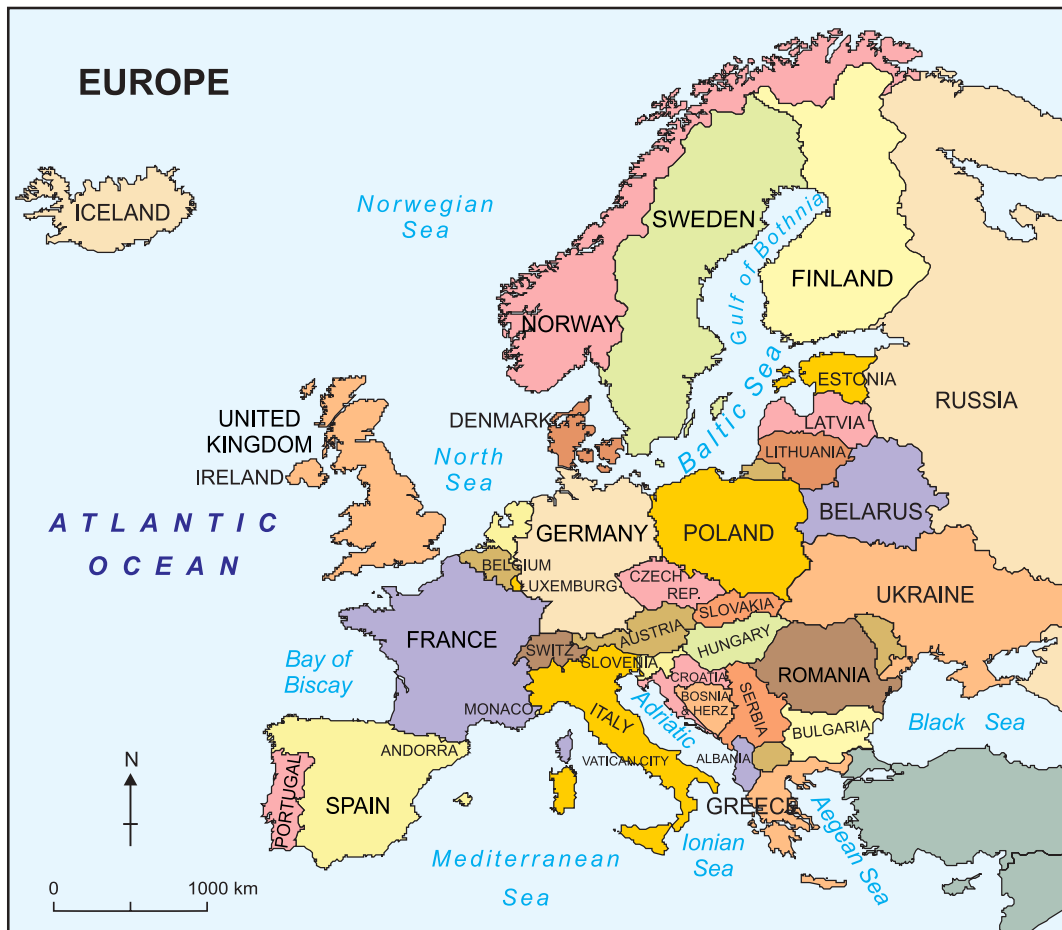 EUROPE
ICELAND
Norwegian
Sea
SWEDEN
Gulf of Bothnia
FINLAND
NORWAY
Baltic Sea
ESTONIA
RUSSIA
UNITED
KINGDOM
DENMARK
LATVIA
LITHUANIA
IRELAND
North
Sea
BELARUS
ATLANTIC
OCEAN
GERMANY
POLAND
BELGIUM
LUXEMBURG
CZECH
REP.
UKRAINE
SLOVAKIA
FRANCE
AUSTRIA
HUNGARY
SWITZ
SLOVENIA
Bay of
Biscay
CROATIA
ROMANIA
BOSNIA
& HERZ
SERBIA
MONACO
ITALY
Adriatic
BULGARIA
Black Sea
ANDORRA
VATICAN CITY
ALBANIA
N
PORTUGAL
SPAIN
GREECE
Aegean Sea
Ionian
Sea
Mediterranean
Sea
0 1000 km